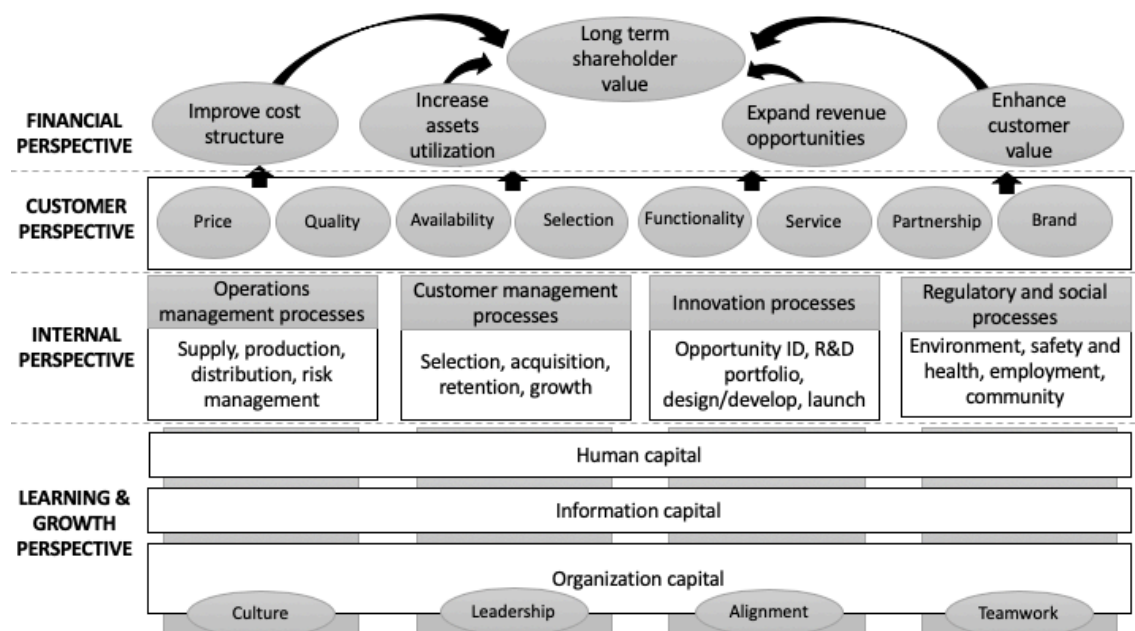 Long term
shareholder
value
FINANCIAL
PERSPECTIVE
Improve cost
structure
Increase
assets
utilization
Expand revenue
opportunities
Enhance
customer
value
CUSTOMER
PERSPECTIVE
Price
Quality
Availability
Selection
Functionality
Service
Partnership
Brand
INTERNAL
PERSPECTIVE
Operations
management processes
Supply, production,
distribution, risk
management
Customer management
processes
Selection, acquisition,
retention, growth
Innovation processes
Opportunity ID, R&D
portfolio,
design/develop, launch
Regulatory and social
processes
Environment, safety and
health, employment,
community
LEARNING &
GROWTH
PERSPECTIVE
Human capital
Information capital
Organization capital
Culture
Leadership
Alignment
Teamwork